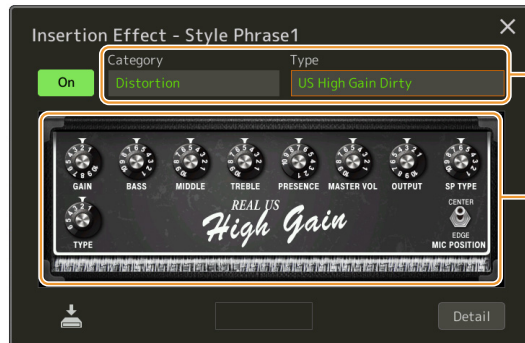 Insertion Effect - Style Phrase1
Category
Type
On
Distortion
US High Gain Dirty
GAIN BASS MIDDLE TREBLE PRESENCE MASTER VOL OUTPUT SP TYPE
REAL US
High Gain
TYPE
CENTER
EDGE
MIC POSITION
Detail